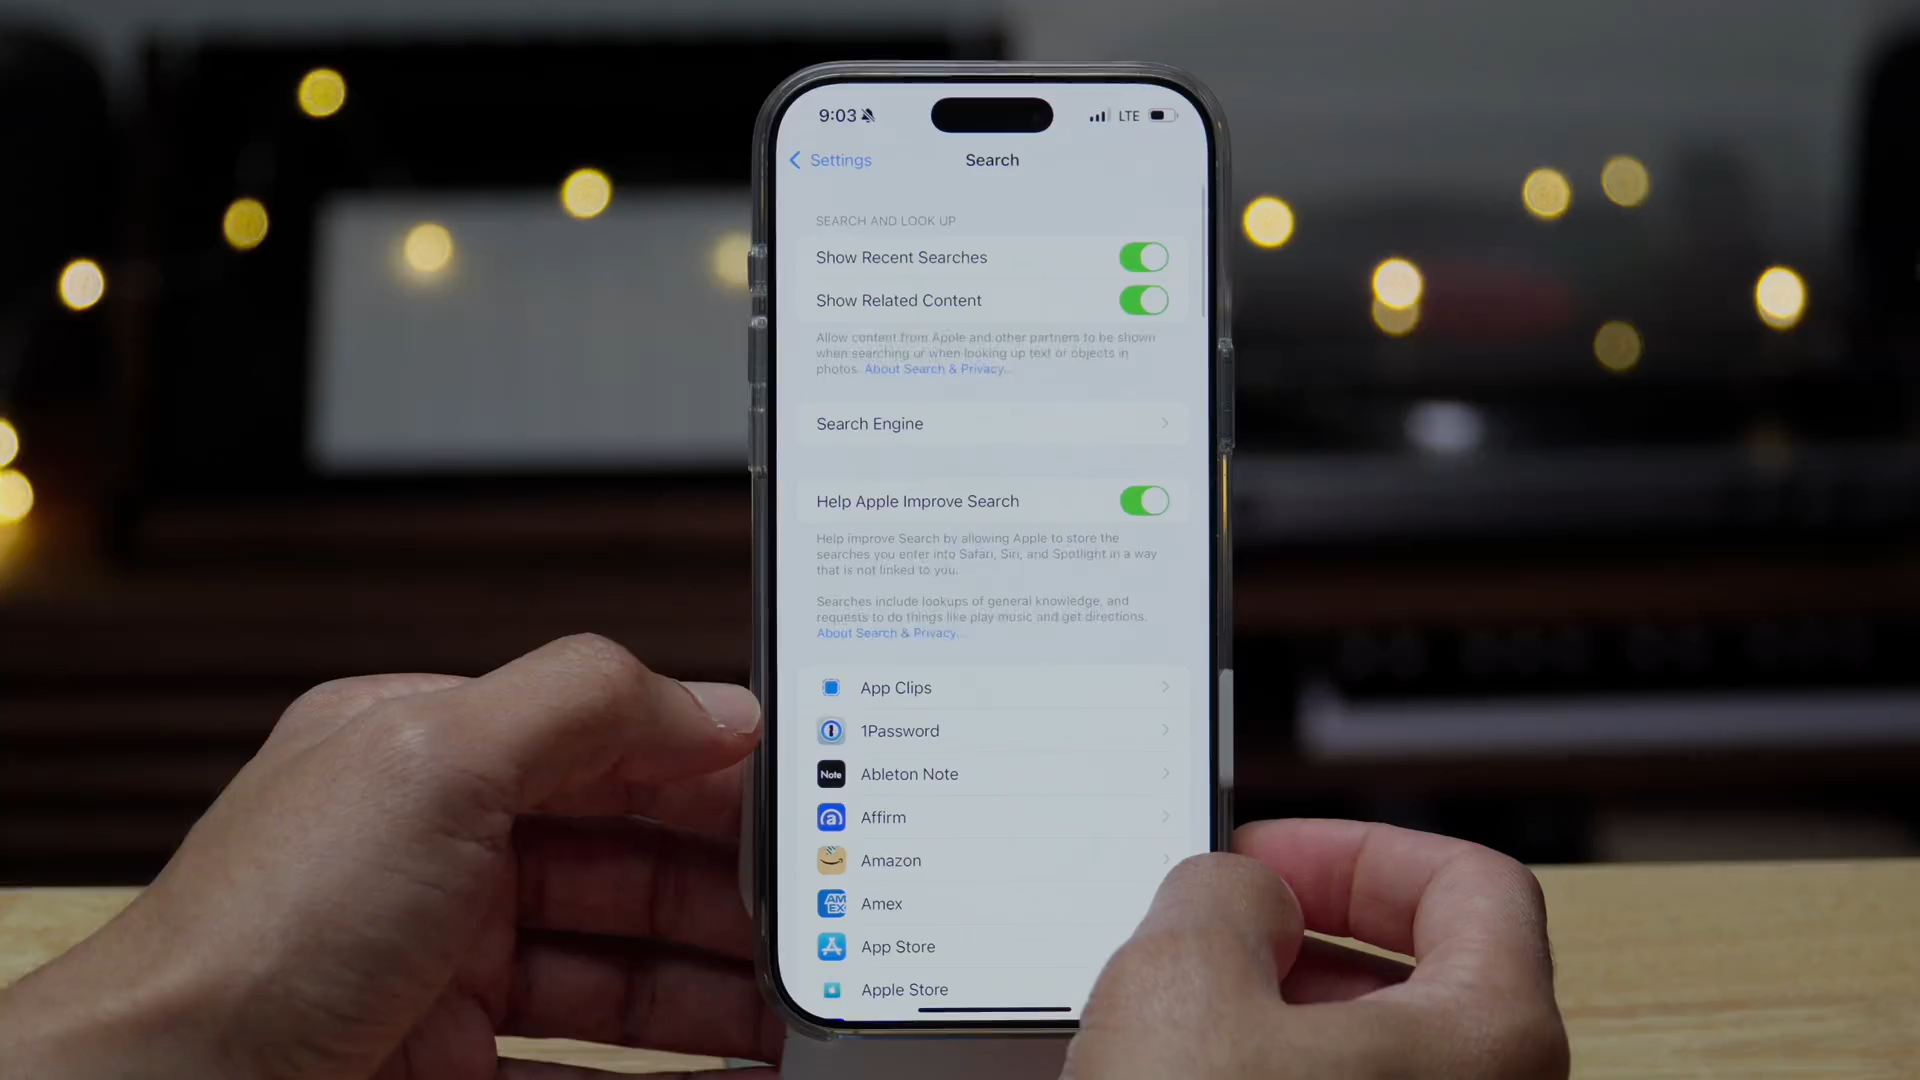 9:03
LTE
Settings
Search
SEARCH AND LOOK UP
Show Recent Searches
Show Related Content
Allow content from Apple and other partners to be shown
when searching or when looking up text or objects in
photos. About Search & Privacy...
Search Engine
Help Apple Improve Search
Help improve Search by allowing Apple to store the
searches you enter into Safari, Siri, and Spotlight in a way
that is not linked to you.
Searches include lookups of general knowledge, and
requests to do things like play music and get directions.
About Search & Privacy...
App Clips
1Password
Note
Ableton Note
Affirm
Amazon
AM
EX
Amex
App Store
Apple Store